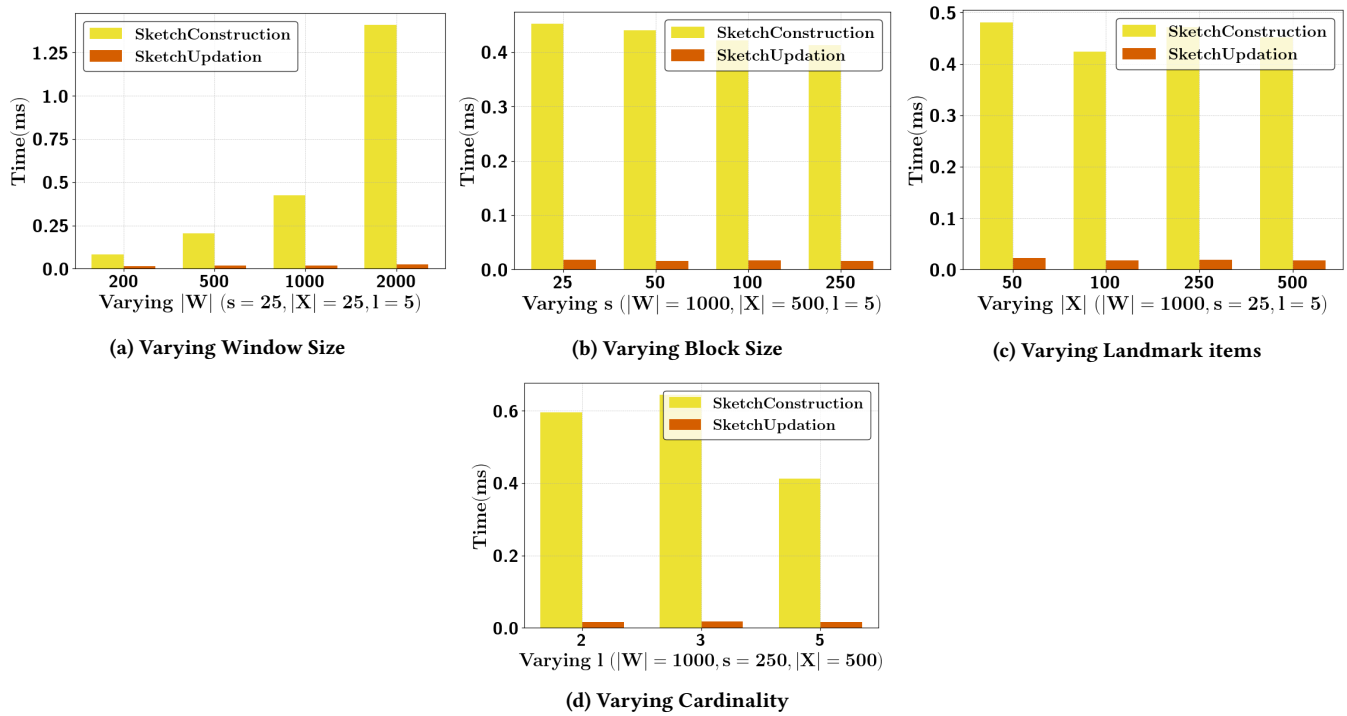 SketchConstruction
SketchUpdation
Time(ms)
1.25
1.0
0.75
0.5
0.25
0.0
200 500 1000 2000
Varying |W| (s = 25, |X| = 25, l = 5)
(a) Varying Window Size
SketchConstruction
SketchUpdation
Time(ms)
0.4
0.3
0.2
0.1
0.0
25 50 100 250
Varying s (|W| = 1000, |X| = 500, l = 5)
(b) Varying Block Size
SketchConstruction
SketchUpdation
Time(ms)
0.5
0.4
0.3
0.2
0.1
0.0
50 100 250 500
Varying |X| (|W| = 1000, s = 25, l = 5)
(c) Varying Landmark items
SketchConstruction
SketchUpdation
Time(ms)
0.6
0.4
0.2
0.0
2 3 5
Varying l (|W| = 1000, s = 250, |X| = 500)
(d) Varying Cardinality